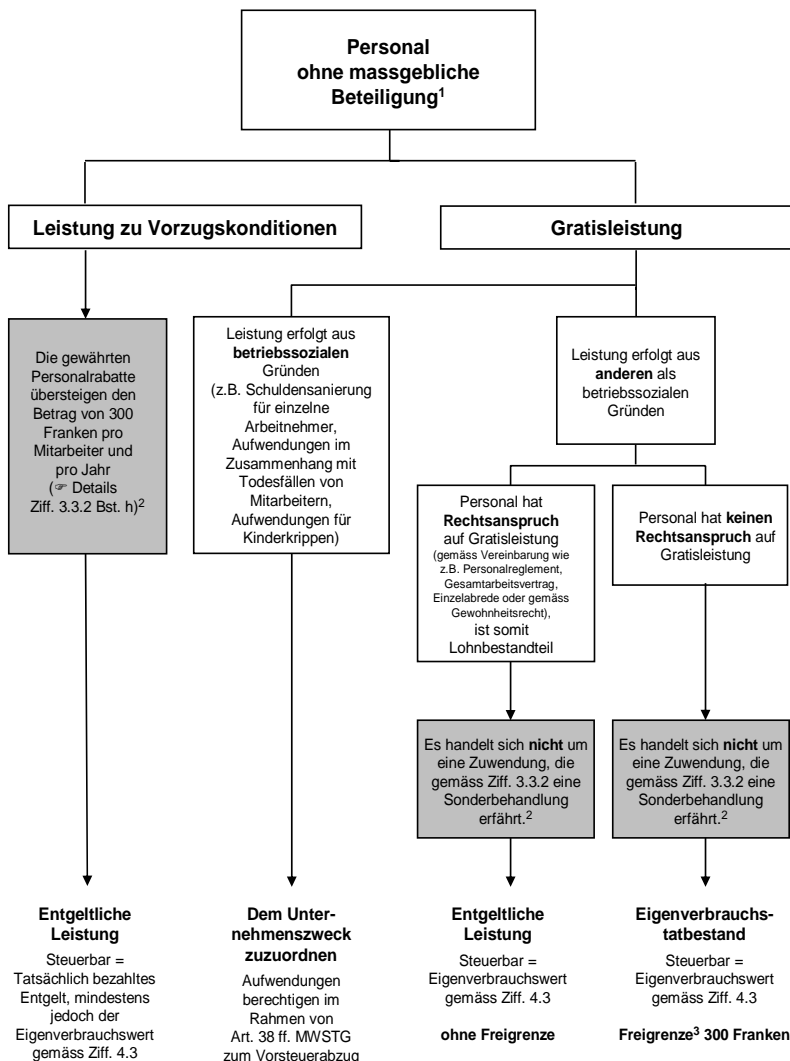 Personal
ohne massgebliche
Beteiligung¹
Leistung zu Vorzugskonditionen
Gratisleistung
Die gewährten
Personalrabatte
übersteigen den
Betrag von 300
Franken pro
Mitarbeiter und
pro Jahr
(☞ Details
Ziff. 3.3.2 Bst. h)²
Leistung erfolgt aus
betriebssozialen
Gründen
(z.B. Schuldensanierung
für einzelne
Arbeitnehmer,
Aufwendungen im
Zusammenhang mit
Todesfällen von
Mitarbeitern,
Aufwendungen für
Kinderkrippen)
Leistung erfolgt aus
anderen als
betriebssozialen
Gründen
Personal hat
Rechtsanspruch
auf Gratisleistung
(gemäss Vereinbarung wie
z.B. Personalreglement,
Gesamtarbeitsvertrag,
Einzelabrede oder gemäss
Gewohnheitsrecht),
ist somit
Lohnbestandteil
Personal hat keinen
Rechtsanspruch auf
Gratisleistung
Es handelt sich nicht um
eine Zuwendung, die
gemäss Ziff. 3.3.2 eine
Sonderbehandlung
erfährt.²
Es handelt sich nicht um
eine Zuwendung, die
gemäss Ziff. 3.3.2 eine
Sonderbehandlung
erfährt.²
Entgeltliche
Leistung
Steuerbar =
Tatsächlich bezahltes
Entgelt, mindestens
jedoch der
Eigenverbrauchswert
gemäss Ziff. 4.3
Dem Unter-
nehmenszweck
zuzuordnen
Aufwendungen
berechtigen im
Rahmen von
Art. 38 ff. MWSTG
zum Vorsteuerabzug
Entgeltliche
Leistung
Steuerbar =
Eigenverbrauchswert
gemäss Ziff. 4.3
ohne Freigrenze
Eigenverbrauchs-
tatbestand
Steuerbar =
Eigenverbrauchswert
gemäss Ziff. 4.3
Freigrenze³ 300 Franken